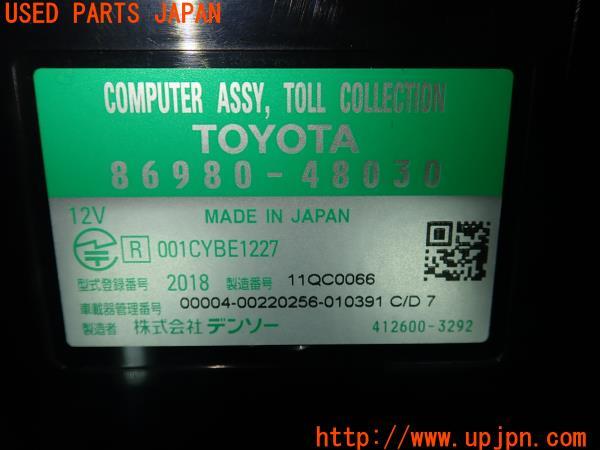 USED PARTS JAPAN
COMPUTER ASSY, TOLL COLLECTION
TOYOTA
86980-48030
12V
MADE IN JAPAN
R 001CYBE1227
型式登録番号 2018 製造番号 11QC0066
車載器管理番号 00004-00220256-010391 C/D 7
製造者 株式会社デンソー 412600-3292
UPJ
http://www.upjpn.com